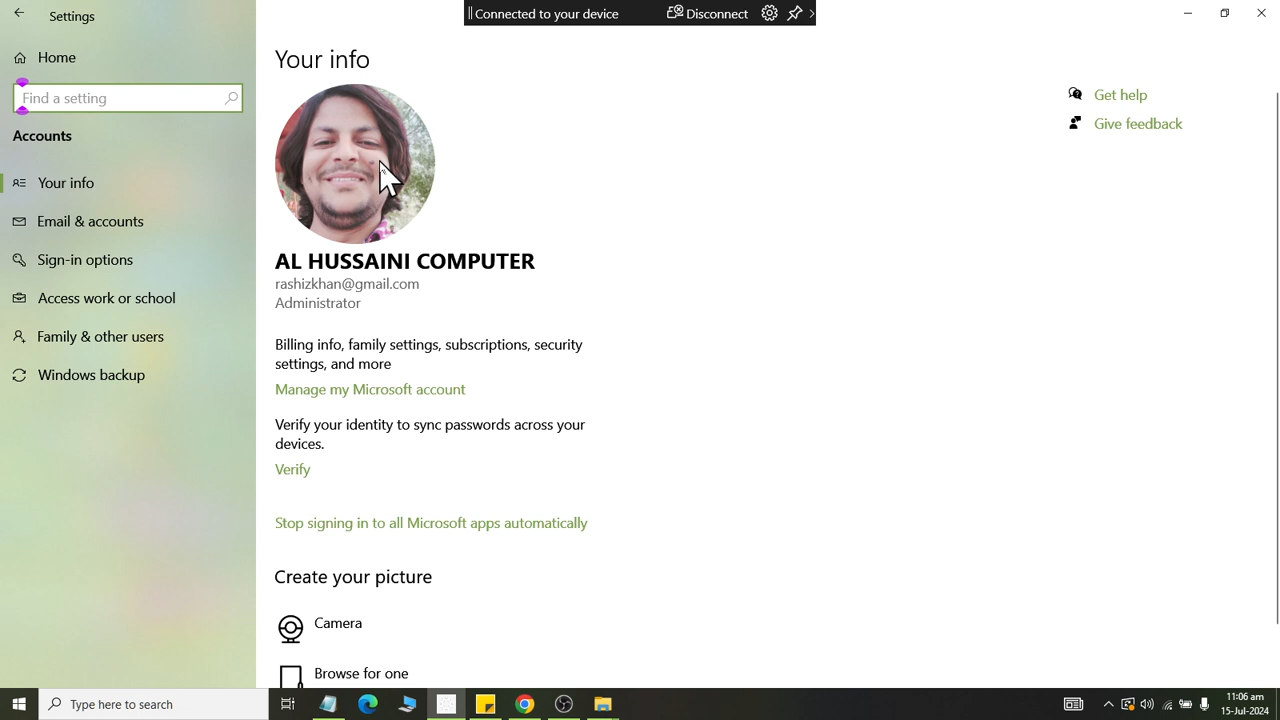 Settings
Connected to your device
Disconnect
Home
Find a setting
Accounts
Your info
Email & accounts
Sign-in options
Access work or school
Family & other users
Windows backup
Your info
AL HUSSAINI COMPUTER
rashizkhan@gmail.com
Administrator
Billing info, family settings, subscriptions, security
settings, and more
Manage my Microsoft account
Verify your identity to sync passwords across your
devices.
Verify
Stop signing in to all Microsoft apps automatically
Create your picture
Camera
Browse for one
Get help
Give feedback
Type here to search
11:06 am
15-Jul-2024